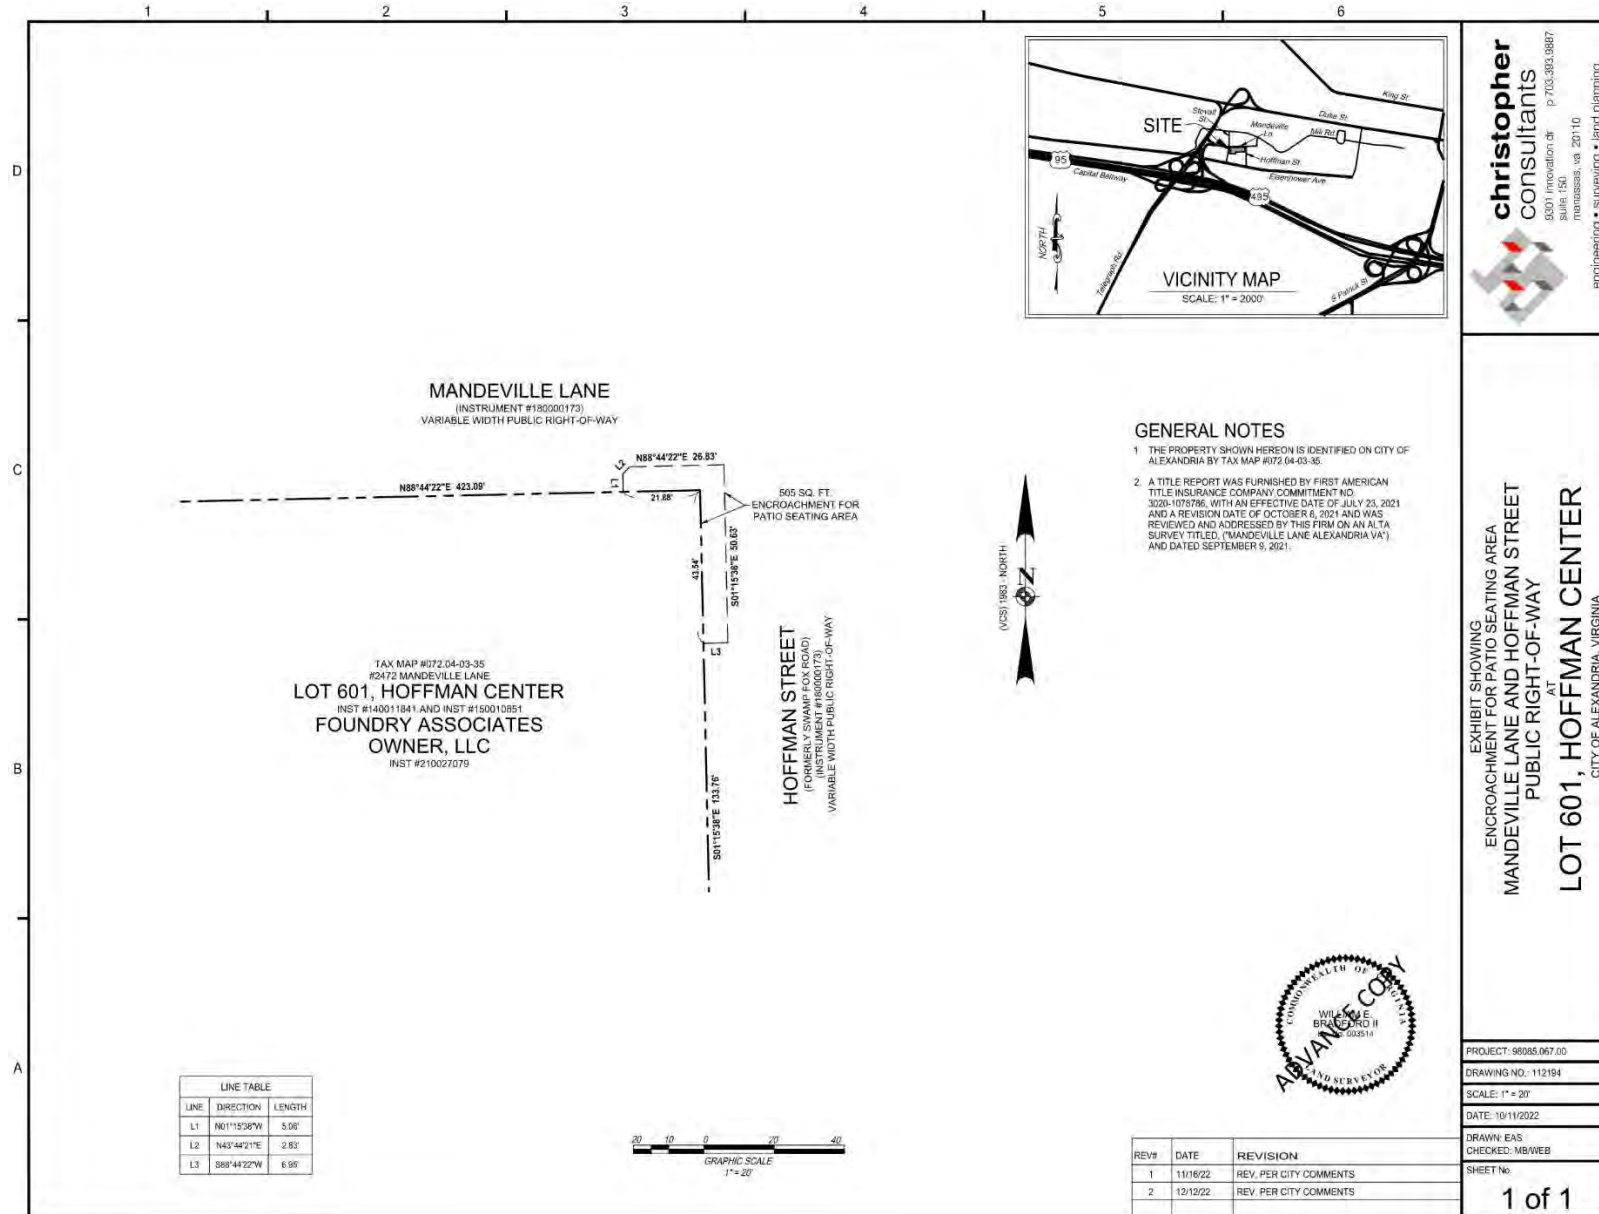 1 2 3 4 5 6
D
C
B
A
SITE
Stovall
St.
Mandeville
Ln.
Mill Rd.
Duke St.
King St.
Hoffman St.
Eisenhower Ave.
95
Capital Beltway
495
NORTH
Telegraph Rd.
S Patrick St
VICINITY MAP
SCALE: 1" = 2000'
christopher
consultants
9301 innovation dr p 703.393.9887
suite 150
manassas, va 20110
engineering • surveying • land planning
MANDEVILLE LANE
(INSTRUMENT #180000173)
VARIABLE WIDTH PUBLIC RIGHT-OF-WAY
N88°44'22"E 423.09'
L1
L2
N88°44'22"E 26.83'
21.88'
505 SQ. FT.
ENCROACHMENT FOR
PATIO SEATING AREA
43.54'
S01°15'38"E 50.63'
L3
S01°15'38"E 133.76'
HOFFMAN STREET
(FORMERLY SWAMP FOX ROAD)
(INSTRUMENT #180000173)
VARIABLE WIDTH PUBLIC RIGHT-OF-WAY
TAX MAP #072.04-03-35
#2472 MANDEVILLE LANE
LOT 601, HOFFMAN CENTER
INST #140011841 AND INST #150010851
FOUNDRY ASSOCIATES
OWNER, LLC
INST #210027079
(VCS) 1983 - NORTH
N
GENERAL NOTES
1 THE PROPERTY SHOWN HEREON IS IDENTIFIED ON CITY OF
ALEXANDRIA BY TAX MAP #072.04-03-35.
2. A TITLE REPORT WAS FURNISHED BY FIRST AMERICAN
TITLE INSURANCE COMPANY,COMMITMENT NO.
3020-1078786, WITH AN EFFECTIVE DATE OF JULY 23, 2021
AND A REVISION DATE OF OCTOBER 6, 2021 AND WAS
REVIEWED AND ADDRESSED BY THIS FIRM ON AN ALTA
SURVEY TITLED, ("MANDEVILLE LANE ALEXANDRIA VA")
AND DATED SEPTEMBER 9, 2021.
EXHIBIT SHOWING
ENCROACHMENT FOR PATIO SEATING AREA
MANDEVILLE LANE AND HOFFMAN STREET
PUBLIC RIGHT-OF-WAY
AT
LOT 601, HOFFMAN CENTER
CITY OF ALEXANDRIA, VIRGINIA
COMMONWEALTH OF VIRGINIA
WILLIAM E.
BRADFORD II
003514
LAND SURVEYOR
ADVANCE COPY
LINE TABLE
LINE DIRECTION LENGTH
L1 N01°15'38"W 5.08'
L2 N43°44'21"E 2.83'
L3 S88°44'22"W 6.95'
20 10 0 20 40
GRAPHIC SCALE
1" = 20'
REV# DATE REVISION
1 11/16/22 REV. PER CITY COMMENTS
2 12/12/22 REV. PER CITY COMMENTS
PROJECT: 98085.067.00
DRAWING NO.: 112194
SCALE: 1" = 20'
DATE: 10/11/2022
DRAWN: EAS
CHECKED: MB/WEB
SHEET No.
1 of 1